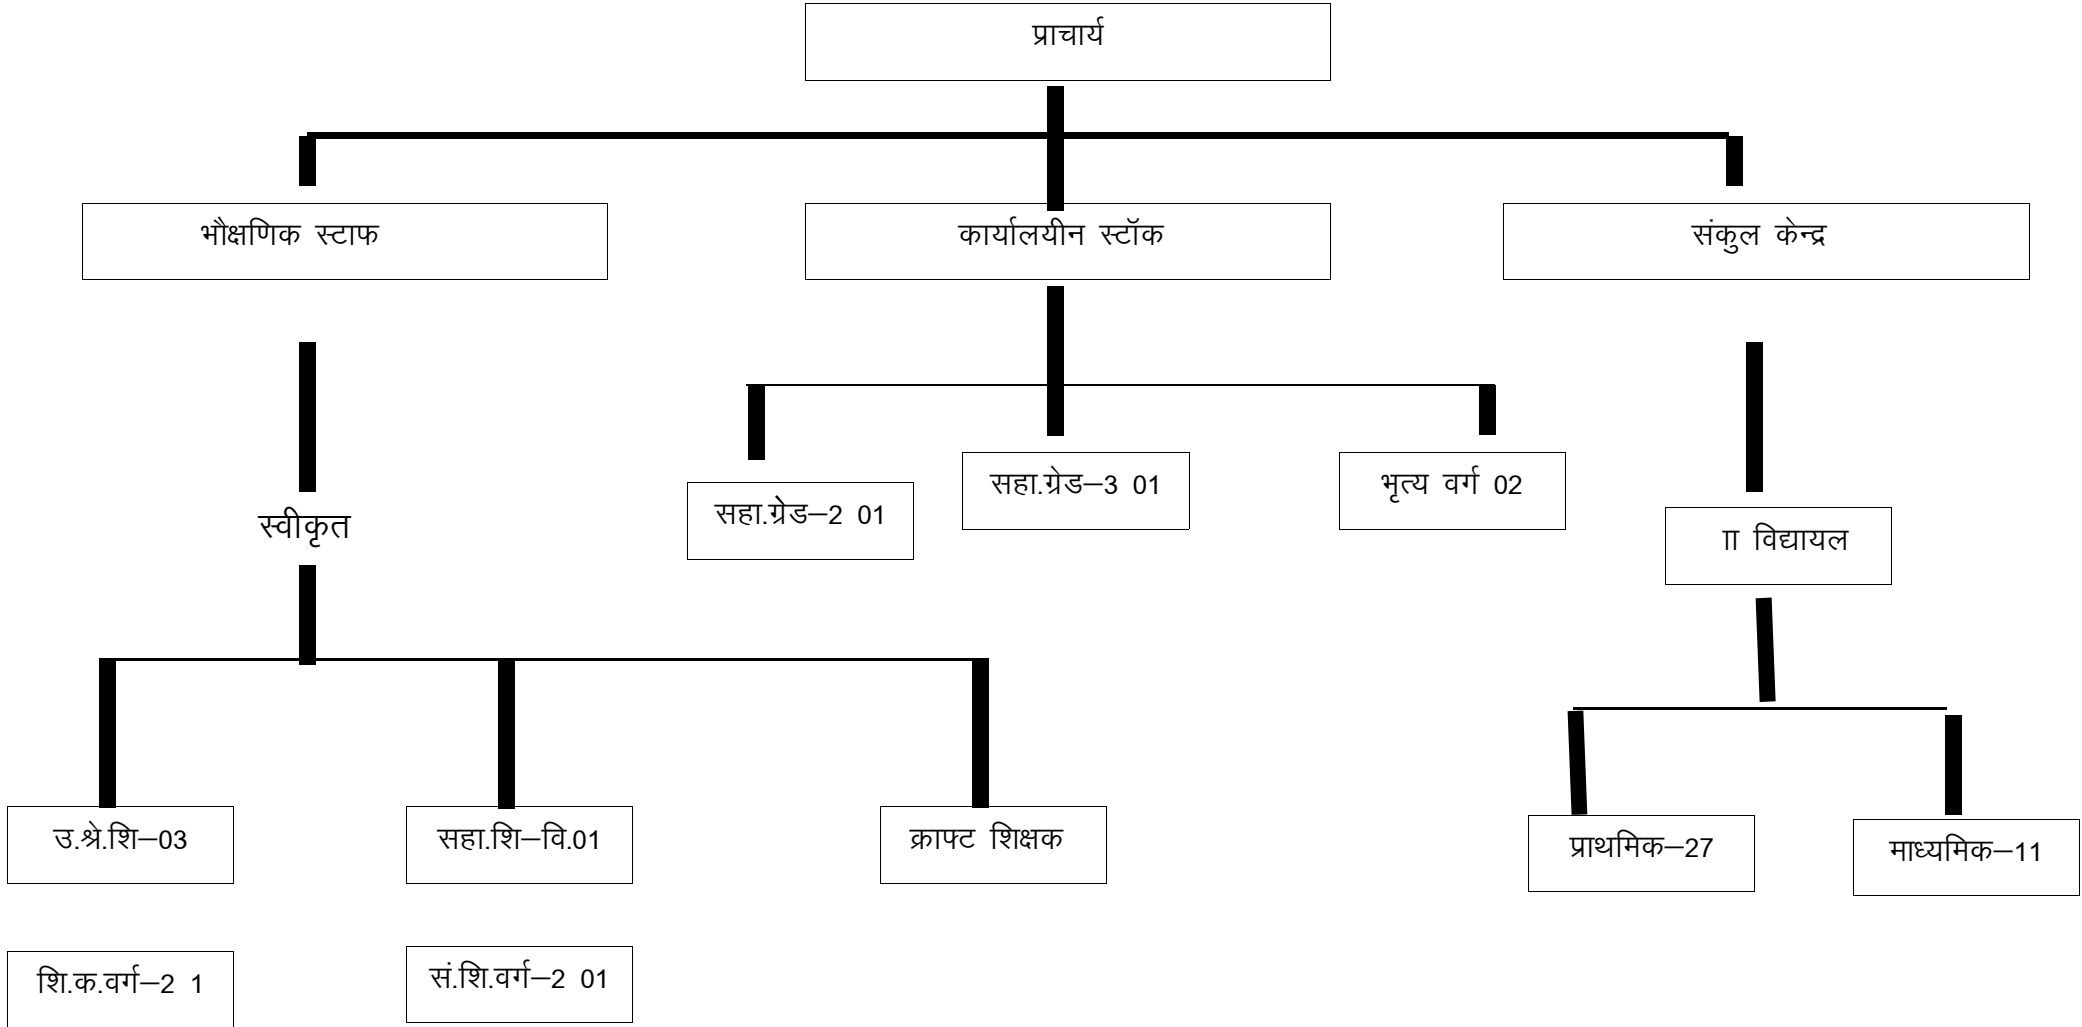 प्राचार्य
भौक्षणिक स्टाफ
कार्यालयीन स्टॉक
संकुल केन्द्र
स्वीकृत
सहा.ग्रेड–2 01
सहा.ग्रेड–3 01
भृत्य वर्ग 02
विद्यायल
उ.श्रे.शि–03
सहा.शि–वि.01
क्राफ्ट शिक्षक
प्राथमिक–27
माध्यमिक–11
शि.क.वर्ग–2 1
सं.शि.वर्ग–2 01